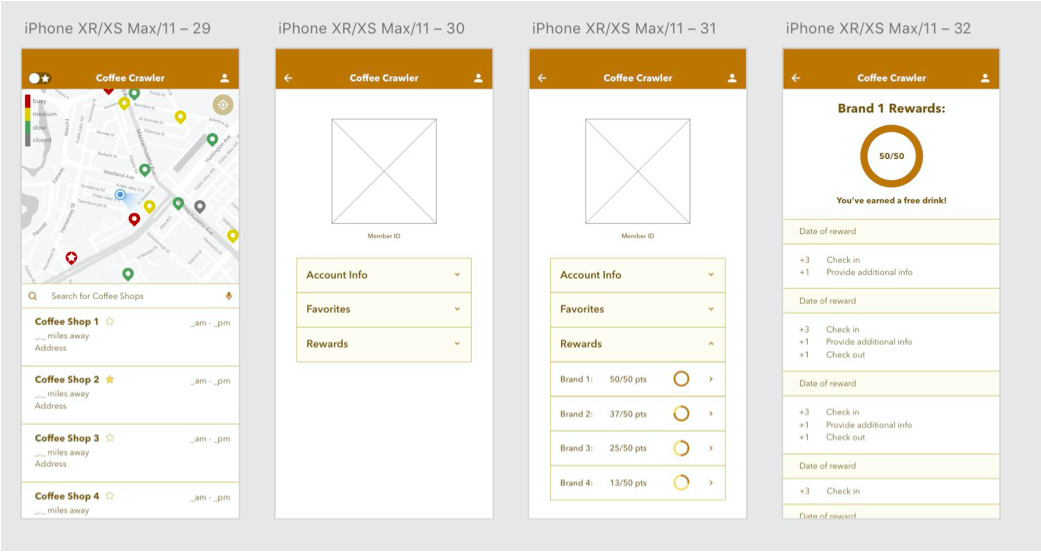 iPhone XR/XS Max/11 – 29
Coffee Crawler
busy
medium
slow
closed
Massachusetts Ave
Huntington Ave
Westland Ave
Massachusetts Ave
Search for Coffee Shops
Coffee Shop 1
_am - _pm
_._ miles away
Address
Coffee Shop 2
_am - _pm
_._ miles away
Address
Coffee Shop 3
_am - _pm
_._ miles away
Address
Coffee Shop 4
_am - _pm
_._ miles away
iPhone XR/XS Max/11 – 30
Coffee Crawler
Member ID
Account Info
Favorites
Rewards
iPhone XR/XS Max/11 – 31
Coffee Crawler
Member ID
Account Info
Favorites
Rewards
Brand 1: 50/50 pts
Brand 2: 37/50 pts
Brand 3: 25/50 pts
Brand 4: 13/50 pts
iPhone XR/XS Max/11 – 32
Coffee Crawler
Brand 1 Rewards:
50/50
You've earned a free drink!
Date of reward
+3 Check in
+1 Provide additional info
Date of reward
+3 Check in
+1 Provide additional info
+1 Check out
Date of reward
+3 Check in
+1 Provide additional info
+1 Check out
Date of reward
+3 Check in
Date of reward